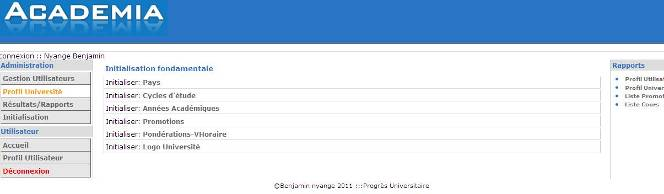 ACADEMIA
connexion :: Nyange Benjamin
Administration
Gestion Utilisateurs
Profil Université
Résultats/Rapports
Initialisation
Utilisateur
Accueil
Profil Utilisateur
Déconnexion
Initialisation fondamentale
Initialiser: Pays
Initialiser: Cycles d'étude
Initialiser: Années Académiques
Initialiser: Promotions
Initialiser: Pondérations-VHoraire
Initialiser: Logo Université
Rapports
Profil Utilisa
Profil Univer
Liste Promot
Liste Cours
©Benjamin nyange 2011 :::Progrès Universitaire